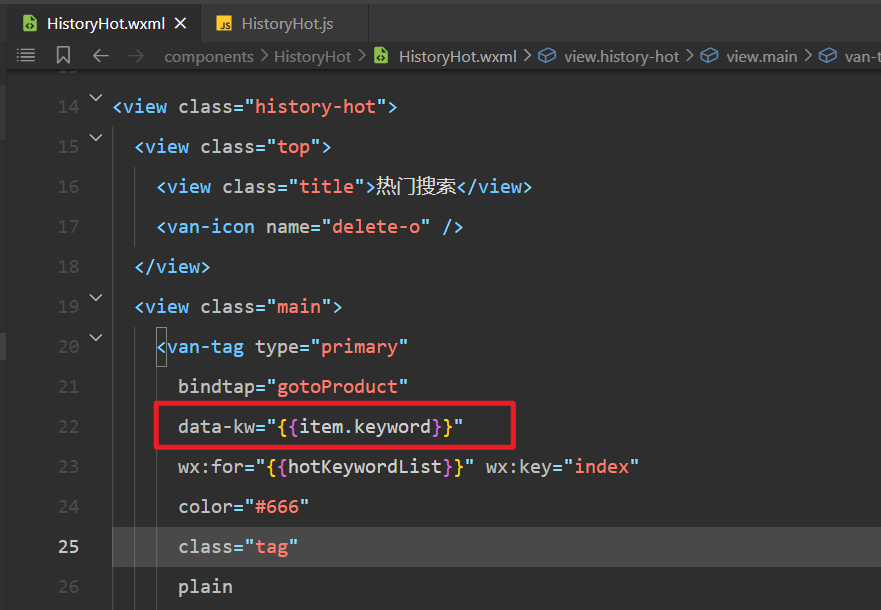 HistoryHot.wxml × JS HistoryHot.js
components > HistoryHot > HistoryHot.wxml > view.history-hot > view.main > van-t
14 <view class="history-hot">
15 <view class="top">
16 <view class="title">热门搜索</view>
17 <van-icon name="delete-o" />
18 </view>
19 <view class="main">
20 <van-tag type="primary"
21 bindtap="gotoProduct"
22 data-kw="{{item.keyword}}"
23 wx:for="{{hotKeywordList}}" wx:key="index"
24 color="#666"
25 class="tag"
26 plain